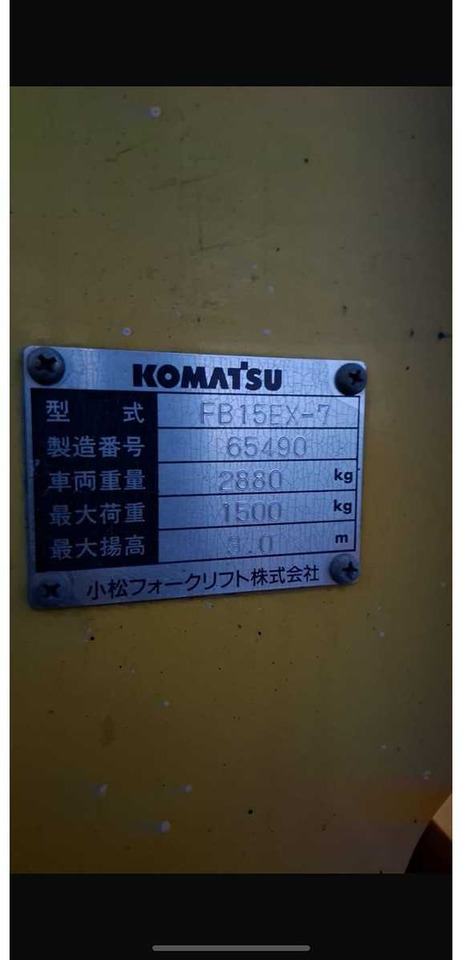 KOMATSU
型 式 FB15EX-7
製造番号 65490
車両重量 2880 kg
最大荷重 1500 kg
最大揚高 3.0 m
小松フォークリフト株式会社